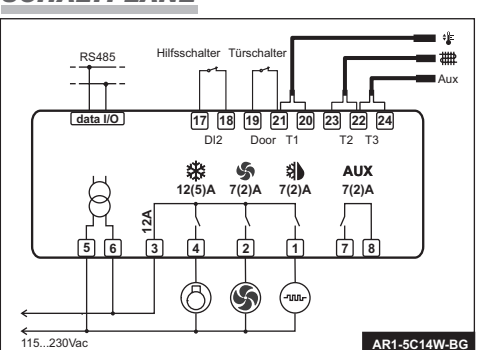 SCHALTPLÄNE
RS485
Hilfsschalter Türschalter
Aux
data I/O
17 18 19 21 20 23 22 24
DI2 Door T1 T2 T3
AUX
12(5)A 7(2)A 7(2)A 7(2)A
12A
5 6 3 4 2 1 7 8
115...230Vac
AR1-5C14W-BG